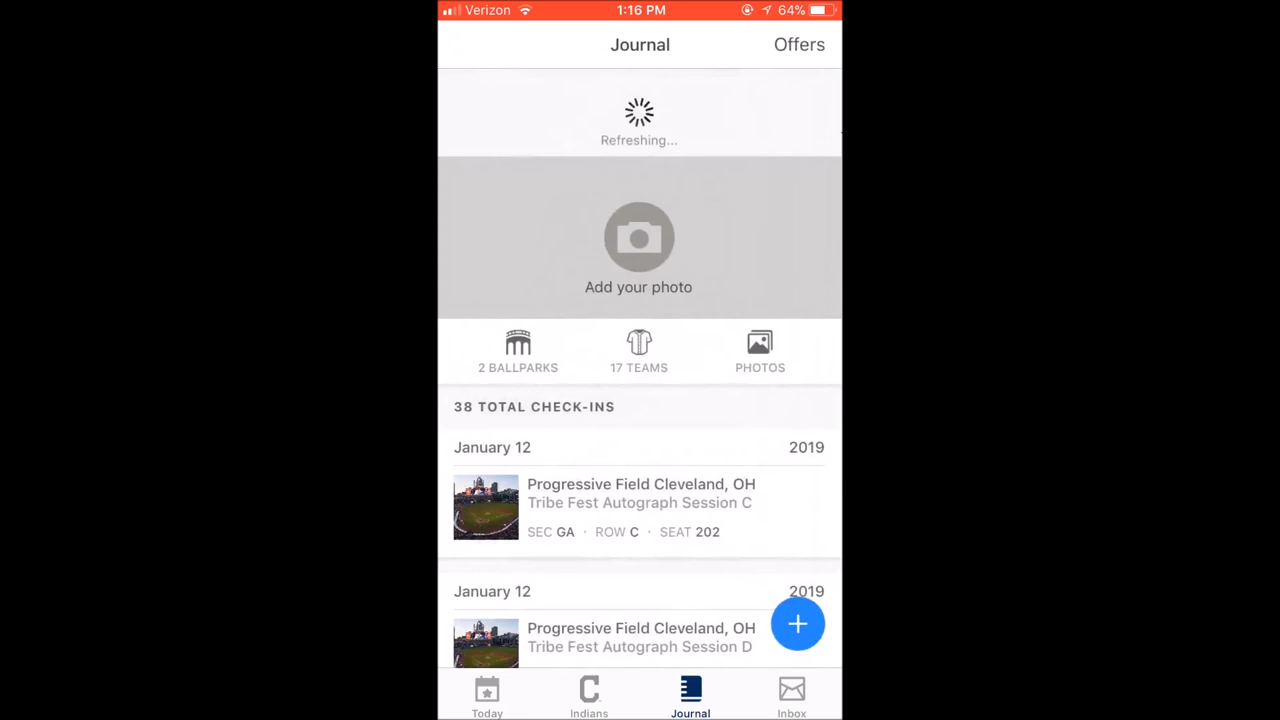 Verizon 1:16 PM 64%
Journal Offers
Refreshing...
Add your photo
2 BALLPARKS 17 TEAMS PHOTOS
38 TOTAL CHECK-INS
January 12 2019
Progressive Field Cleveland, OH
Tribe Fest Autograph Session C
SEC GA · ROW C · SEAT 202
January 12 2019
Progressive Field Cleveland, OH
Tribe Fest Autograph Session D
Today Indians Journal Inbox